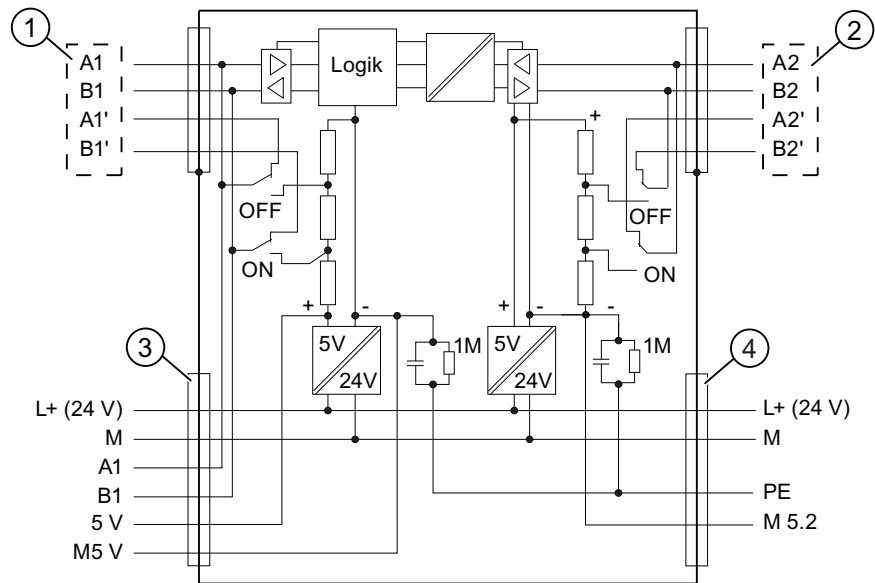 1
2
A1
B1
A1'
B1'
Logik
A2
B2
A2'
B2'
+
OFF
ON
OFF
ON
+
-
+
-
-
5V
24V
1M
5V
24V
1M
3
4
L+ (24 V)
M
A1
B1
5 V
M5 V
L+ (24 V)
M
PE
M 5.2